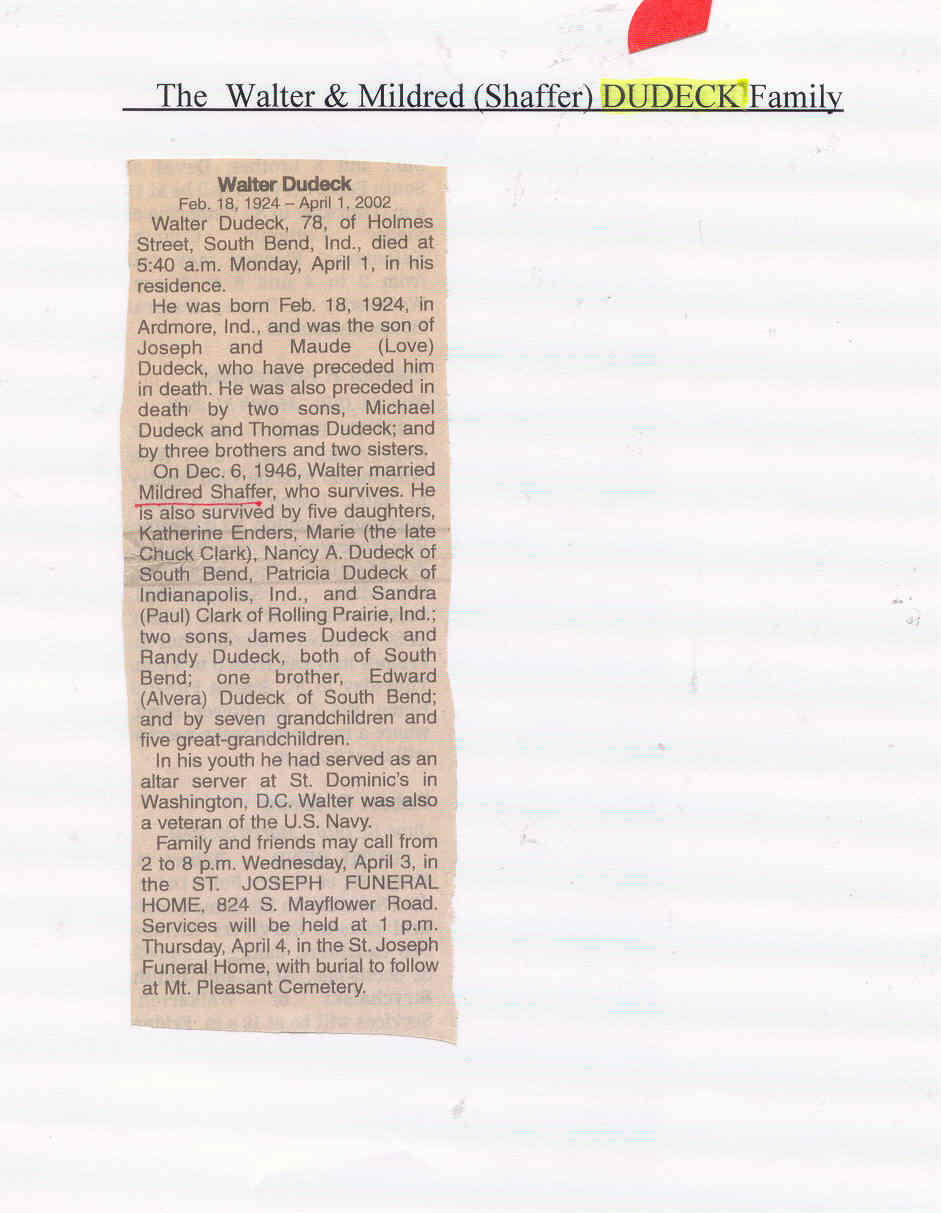 The Walter & Mildred (Shaffer) DUDECK Family
Walter Dudeck
Feb. 18, 1924 – April 1, 2002
Walter Dudeck, 78, of Holmes
Street, South Bend, Ind., died at
5:40 a.m. Monday, April 1, in his
residence.
He was born Feb. 18, 1924, in
Ardmore, Ind., and was the son of
Joseph and Maude (Love)
Dudeck, who have preceded him
in death. He was also preceded in
death by two sons, Michael
Dudeck and Thomas Dudeck; and
by three brothers and two sisters.
On Dec. 6, 1946, Walter married
Mildred Shaffer, who survives. He
is also survived by five daughters,
Katherine Enders, Marie (the late
Chuck Clark), Nancy A. Dudeck of
South Bend, Patricia Dudeck of
Indianapolis, Ind., and Sandra
(Paul) Clark of Rolling Prairie, Ind.;
two sons, James Dudeck and
Randy Dudeck, both of South
Bend; one brother, Edward
(Alvera) Dudeck of South Bend;
and by seven grandchildren and
five great-grandchildren.
In his youth he had served as an
altar server at St. Dominic's in
Washington, D.C. Walter was also
a veteran of the U.S. Navy.
Family and friends may call from
2 to 8 p.m. Wednesday, April 3, in
the ST. JOSEPH FUNERAL
HOME, 824 S. Mayflower Road.
Services will be held at 1 p.m.
Thursday, April 4, in the St. Joseph
Funeral Home, with burial to follow
at Mt. Pleasant Cemetery.